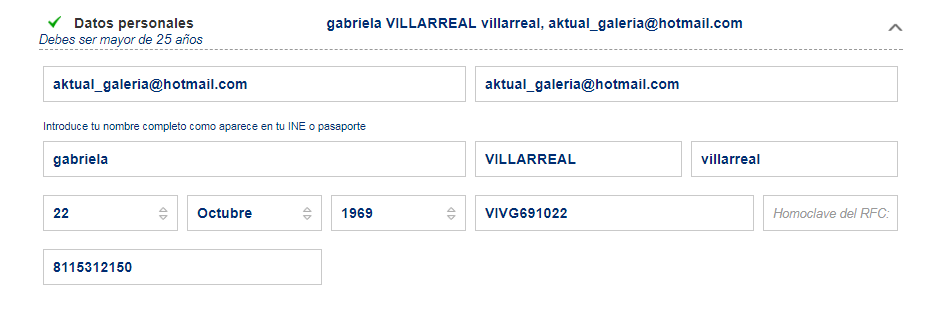 Datos personales gabriela VILLARREAL villarreal, aktual_galeria@hotmail.com
Debes ser mayor de 25 años
aktual_galeria@hotmail.com aktual_galeria@hotmail.com
Introduce tu nombre completo como aparece en tu INE o pasaporte
gabriela VILLARREAL villarreal
22 Octubre 1969 VIVG691022 Homoclave del RFC:
8115312150